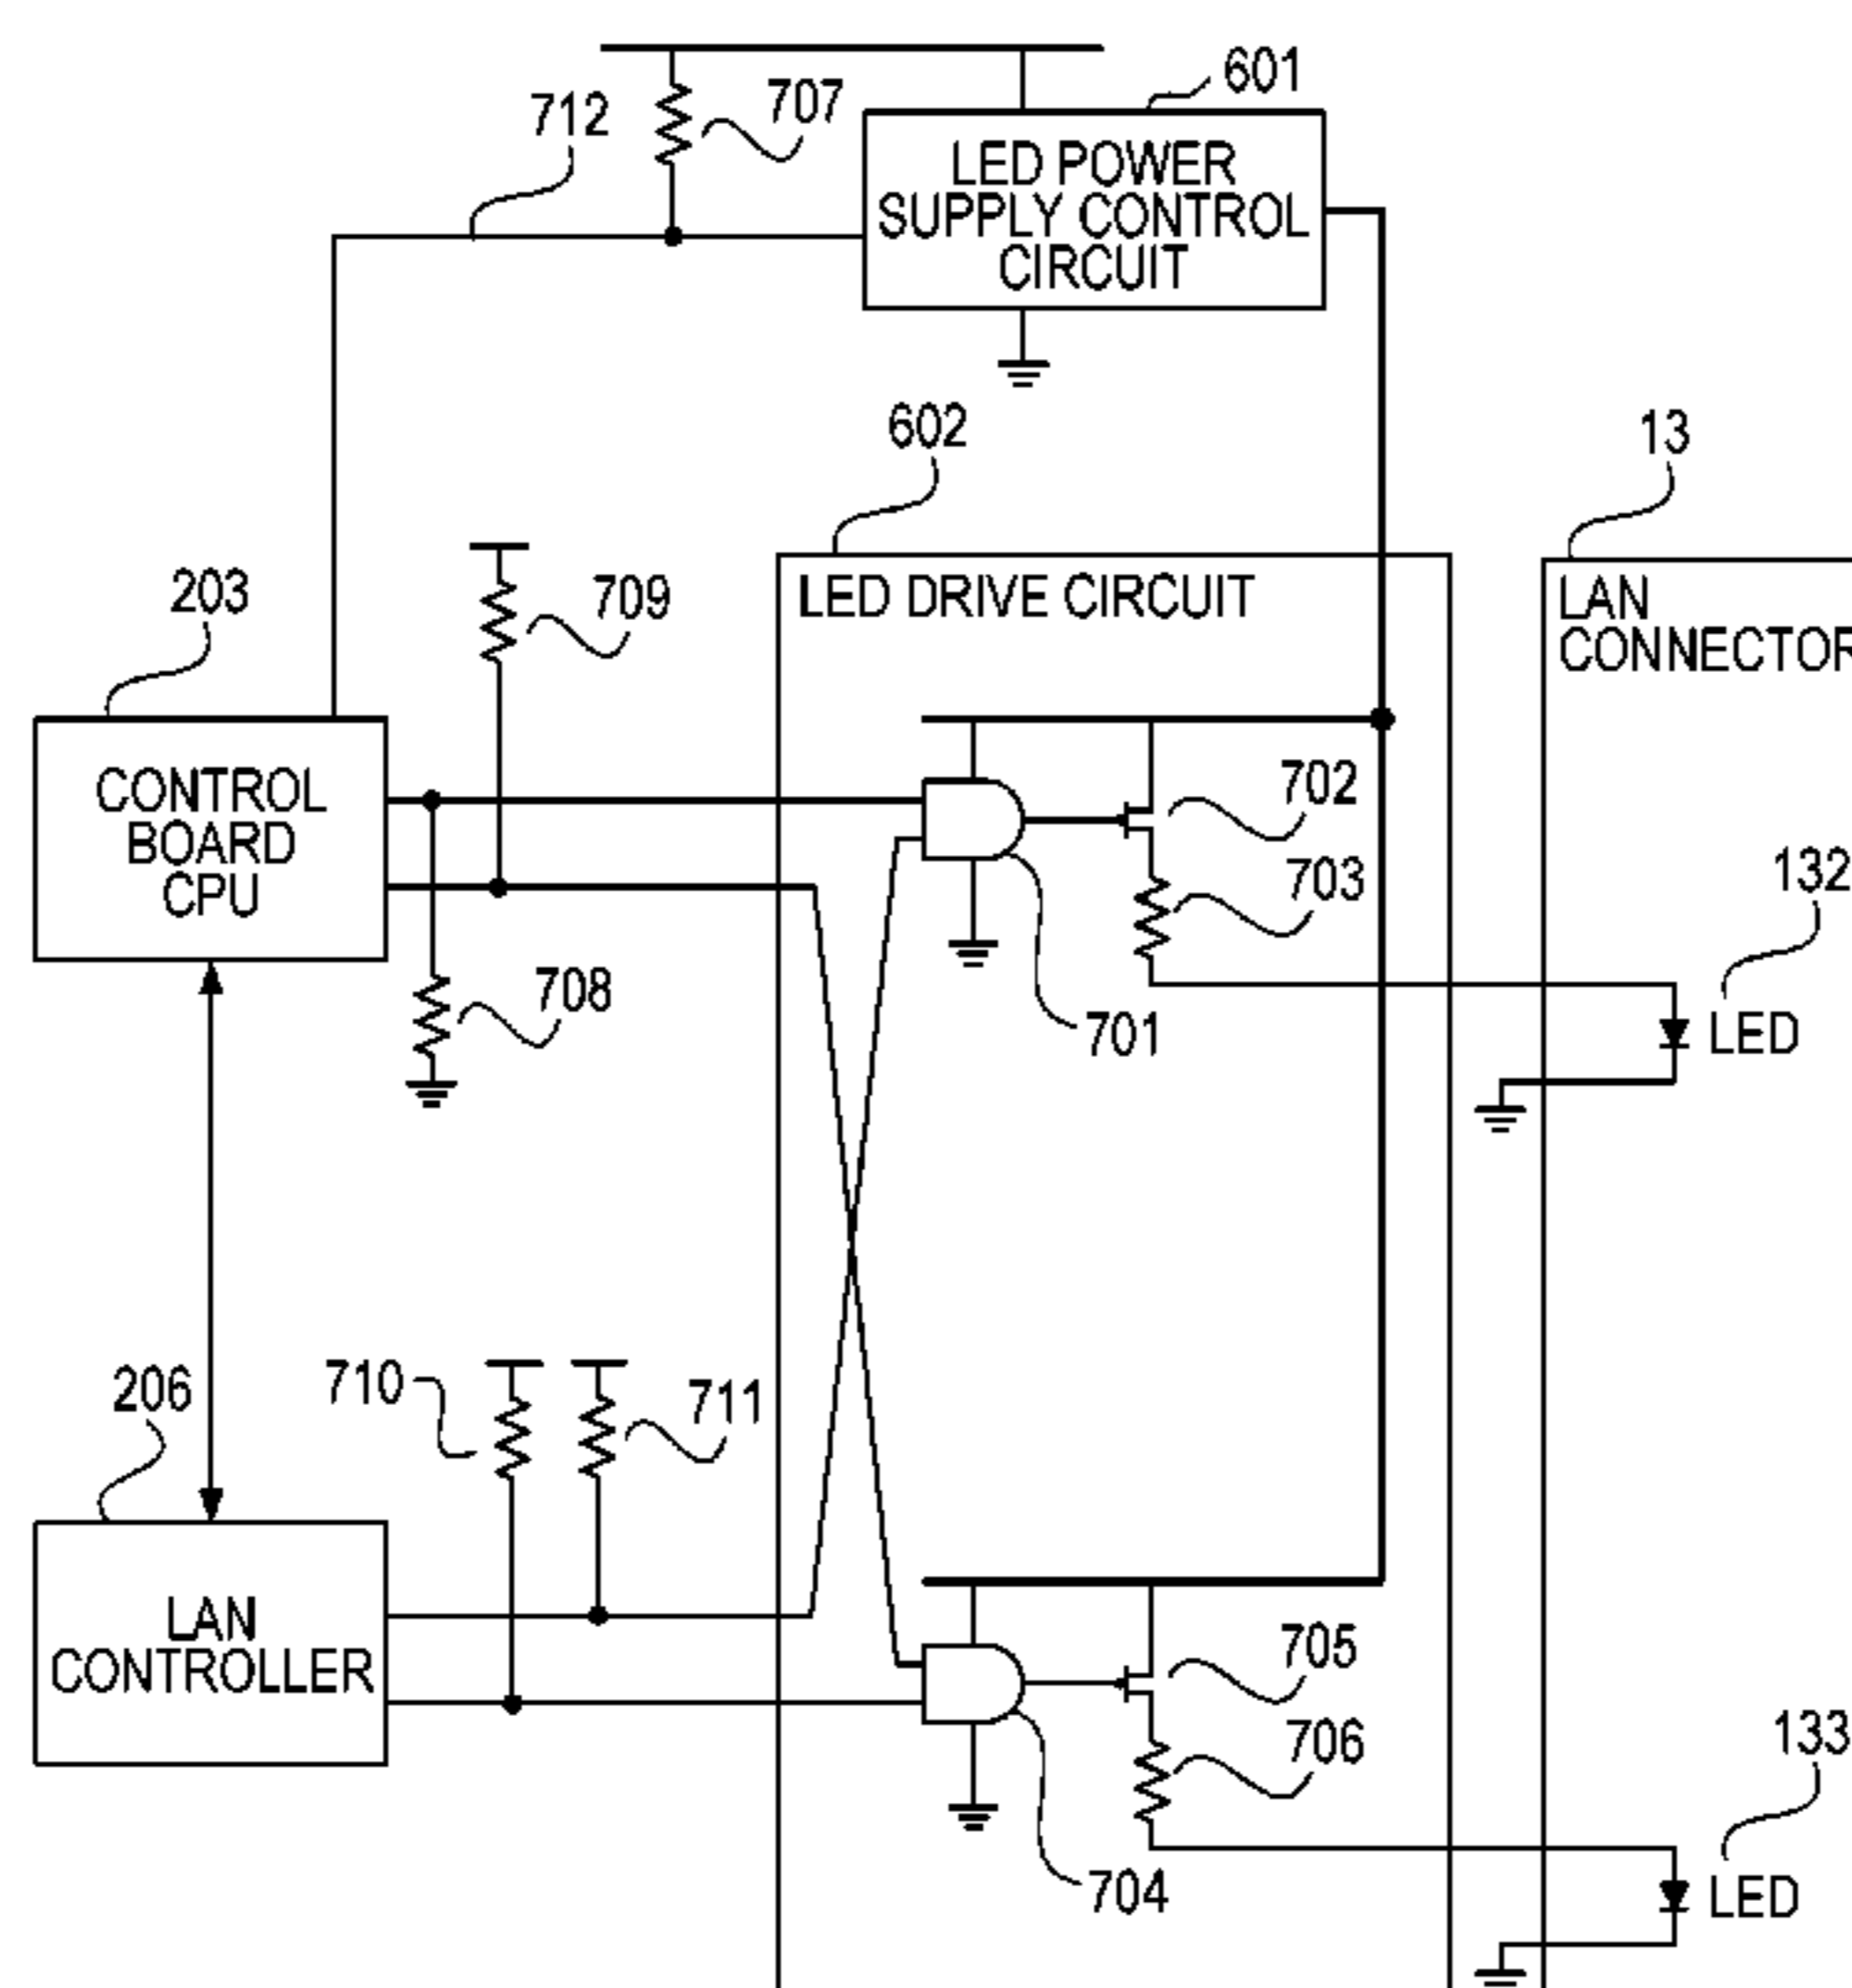 601
707
712
LED POWER
SUPPLY CONTROL
CIRCUIT
602
13
203
709
LED DRIVE CIRCUIT
LAN
CONNECTOR
CONTROL
BOARD
CPU
702
703
132
708
701
LED
206
710
711
LAN
CONTROLLER
705
706
133
704
LED